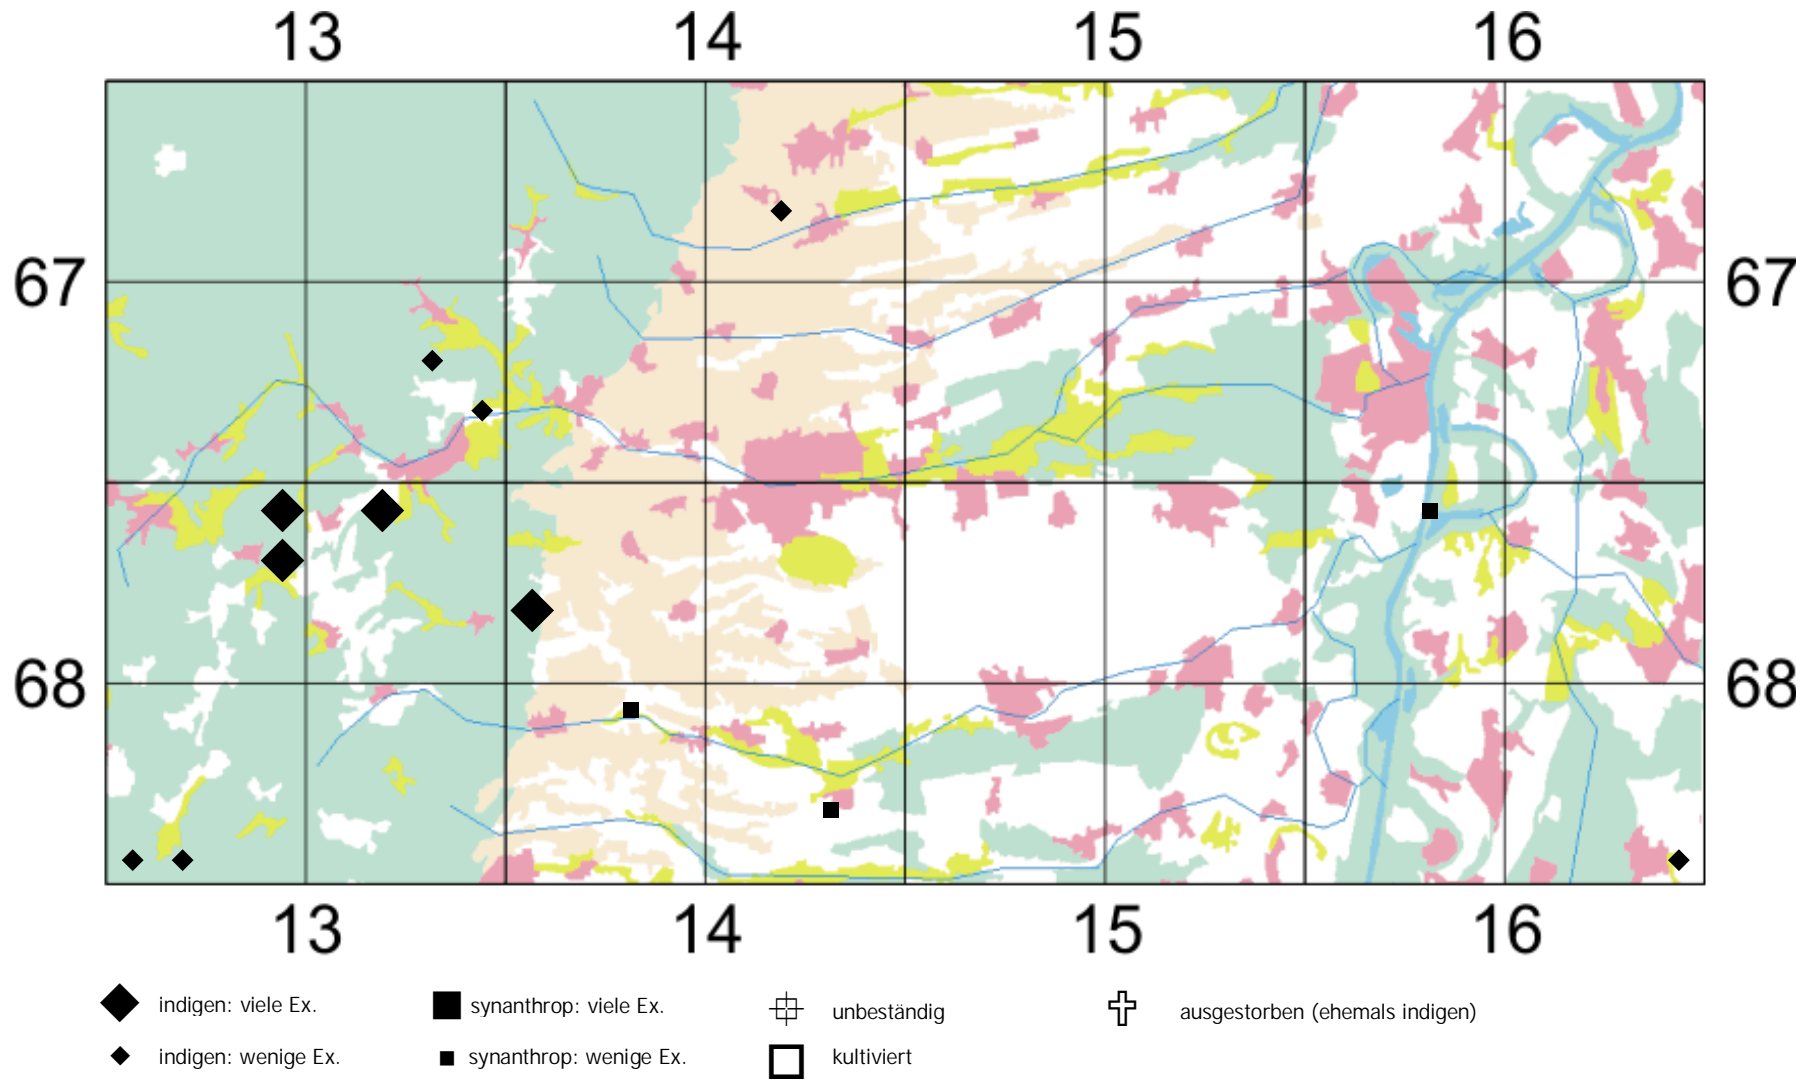 13 14 15 16
67 67
68 68
13 14 15 16
indigen: viele Ex. synanthrop: viele Ex. unbeständig ausgestorben (ehemals indigen)
indigen: wenige Ex. synanthrop: wenige Ex. kultiviert